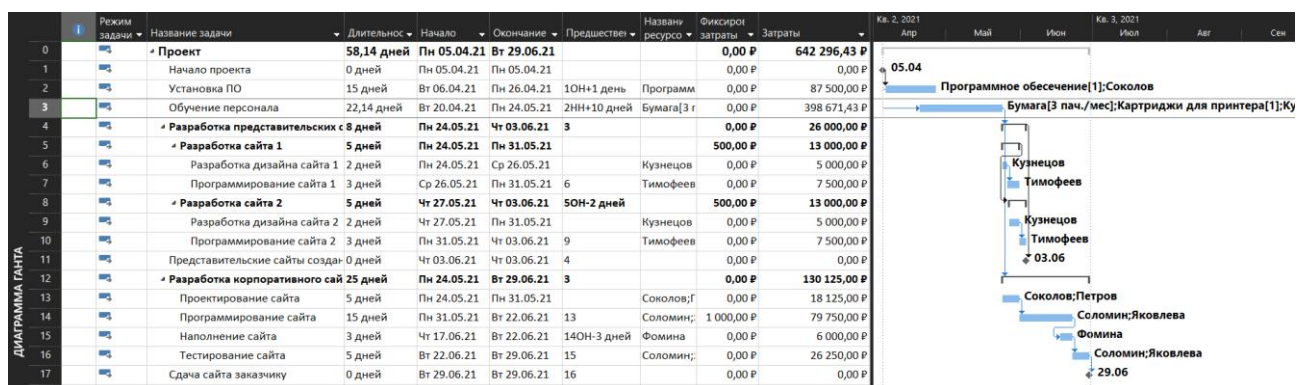 Режим задачи Название задачи Длительнос Начало Окончание Предшествен Названи ресурсо Фиксиро затраты Затраты
Кв. 2, 2021 Кв. 3, 2021
Апр Май Июн Июл Авг Сен
0 Проект 58,14 дней Пн 05.04.21 Вт 29.06.21 0,00 ₽ 642 296,43 ₽
1 Начало проекта 0 дней Пн 05.04.21 Пн 05.04.21 0,00 ₽ 0,00 ₽ 05.04
2 Установка ПО 15 дней Вт 06.04.21 Пн 26.04.21 1ОН+1 день Программ 0,00 ₽ 87 500,00 ₽ Программное обесечение[1];Соколов
3 Обучение персонала 22,14 дней Вт 20.04.21 Пн 24.05.21 2НН+10 дней Бумага[3 г 0,00 ₽ 398 671,43 ₽ Бумага[3 пач./мес];Картриджи для принтера[1];Ку
4 Разработка представительских с 8 дней Пн 24.05.21 Чт 03.06.21 3 0,00 ₽ 26 000,00 ₽
5 Разработка сайта 1 5 дней Пн 24.05.21 Пн 31.05.21 500,00 ₽ 13 000,00 ₽
6 Разработка дизайна сайта 1 2 дней Пн 24.05.21 Ср 26.05.21 Кузнецов 0,00 ₽ 5 000,00 ₽ Кузнецов
7 Программирование сайта 1 3 дней Ср 26.05.21 Пн 31.05.21 6 Тимофеев 0,00 ₽ 7 500,00 ₽ Тимофеев
8 Разработка сайта 2 5 дней Чт 27.05.21 Чт 03.06.21 5ОН-2 дней 500,00 ₽ 13 000,00 ₽
9 Разработка дизайна сайта 2 2 дней Чт 27.05.21 Пн 31.05.21 Кузнецов 0,00 ₽ 5 000,00 ₽ Кузнецов
10 Программирование сайта 2 3 дней Пн 31.05.21 Чт 03.06.21 9 Тимофеев 0,00 ₽ 7 500,00 ₽ Тимофеев
11 Представительские сайты создан 0 дней Чт 03.06.21 Чт 03.06.21 4 0,00 ₽ 0,00 ₽ 03.06
12 Разработка корпоративного сай 25 дней Пн 24.05.21 Вт 29.06.21 3 0,00 ₽ 130 125,00 ₽
13 Проектирование сайта 5 дней Пн 24.05.21 Пн 31.05.21 Соколов;Г 0,00 ₽ 18 125,00 ₽ Соколов;Петров
14 Программирование сайта 15 дней Пн 31.05.21 Вт 22.06.21 13 Соломин; 1 000,00 ₽ 79 750,00 ₽ Соломин;Яковлева
15 Наполнение сайта 3 дней Чт 17.06.21 Вт 22.06.21 14ОН-3 дней Фомина 0,00 ₽ 6 000,00 ₽ Фомина
16 Тестирование сайта 5 дней Вт 22.06.21 Вт 29.06.21 15 Соломин; 0,00 ₽ 26 250,00 ₽ Соломин;Яковлева
17 Сдача сайта заказчику 0 дней Вт 29.06.21 Вт 29.06.21 16 0,00 ₽ 0,00 ₽ 29.06
ДИАГРАММА ГАНТА